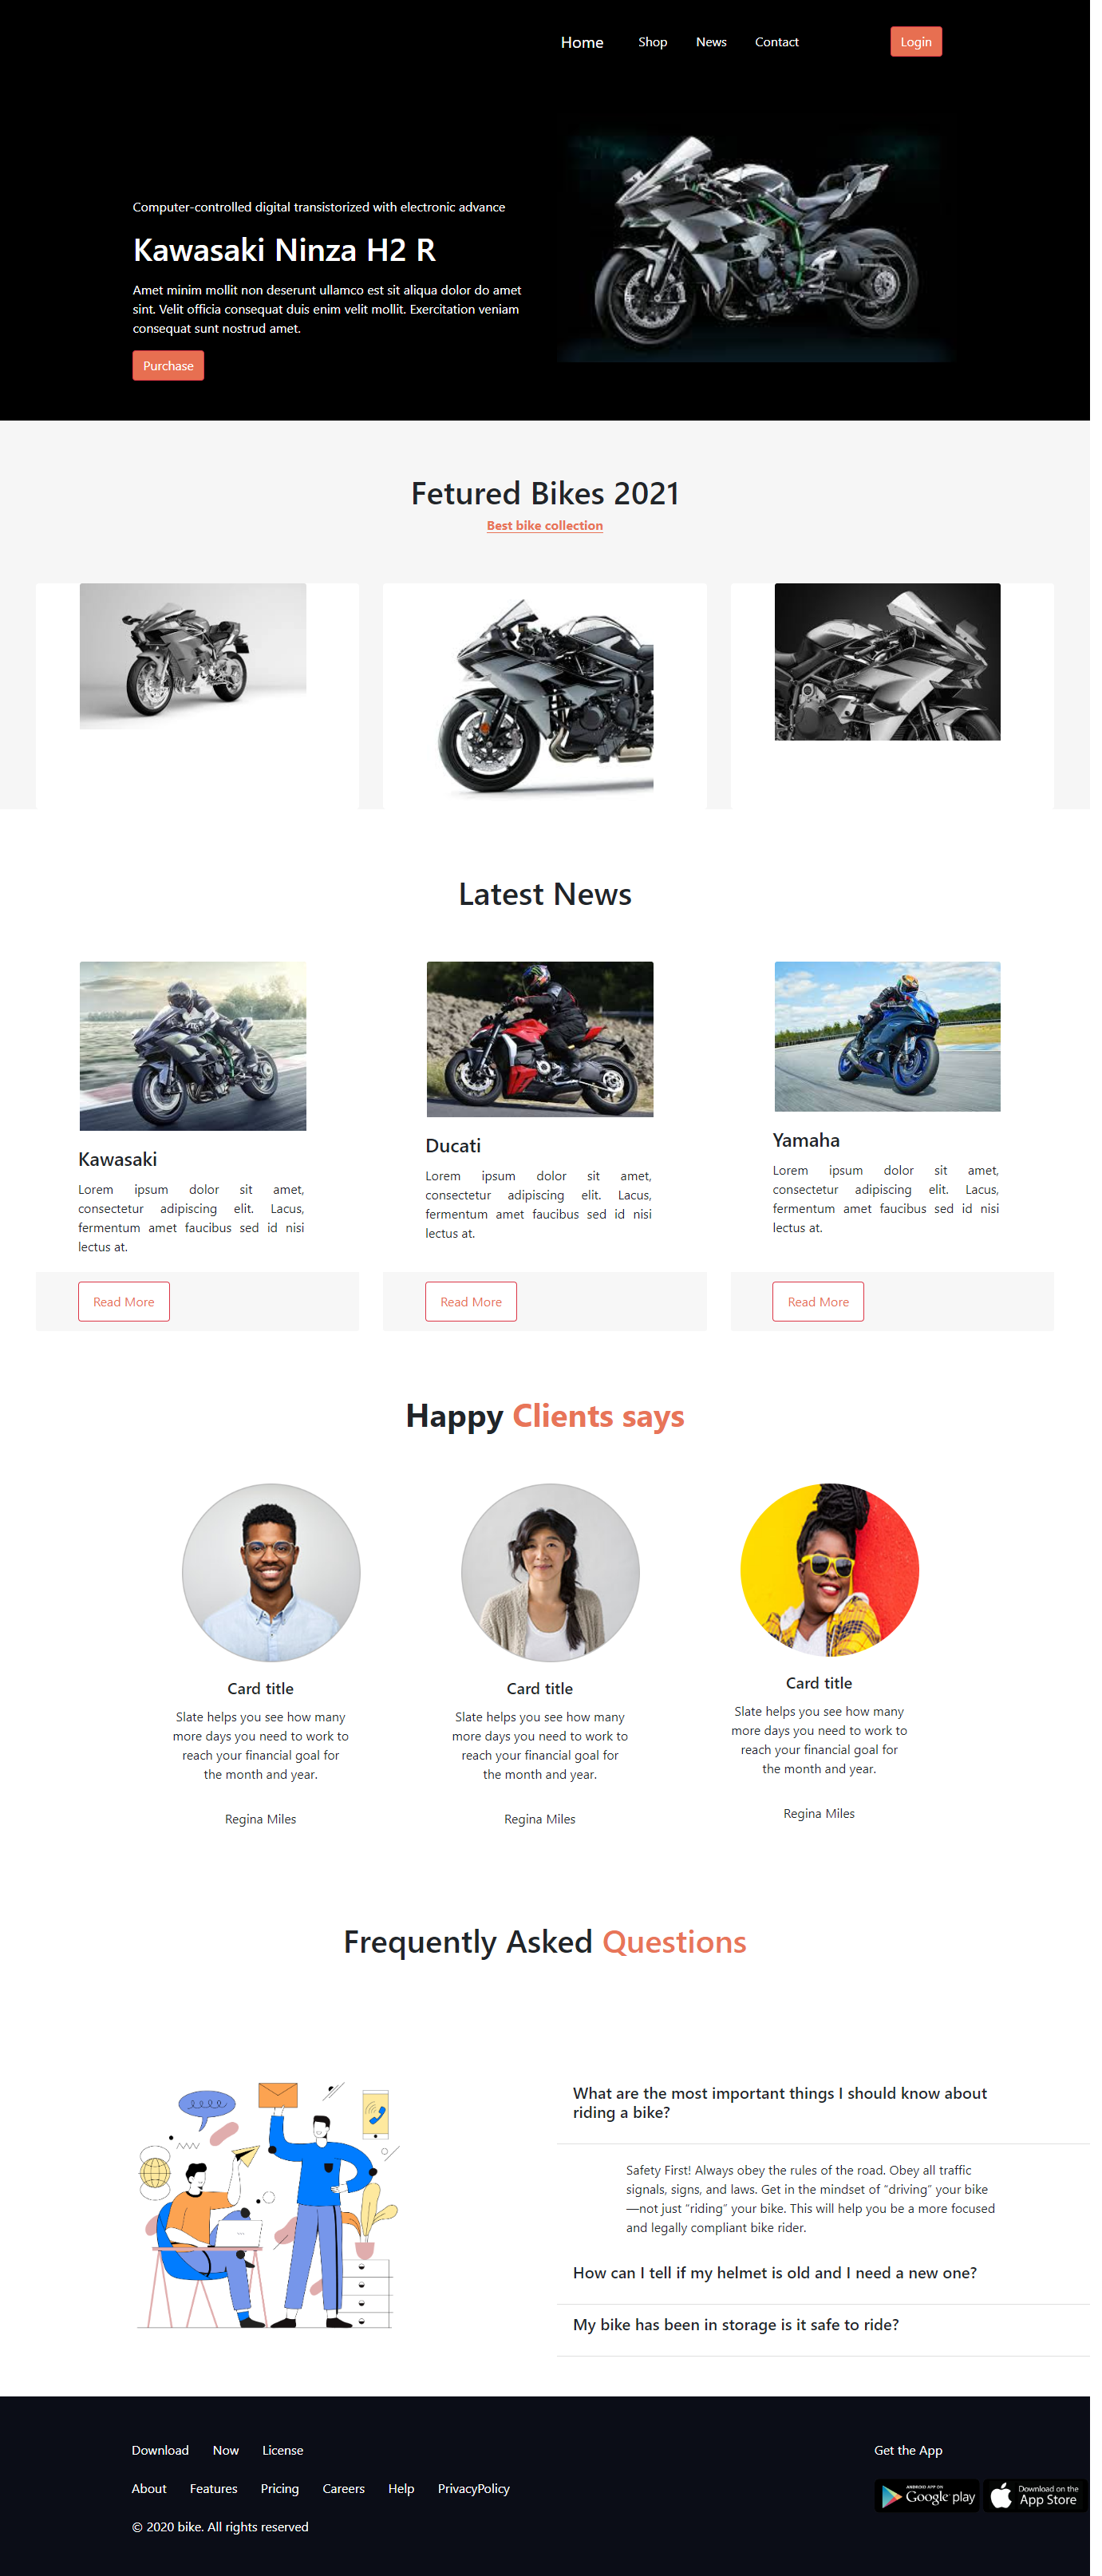 Home Shop News Contact Login
Computer-controlled digital transistorized with electronic advance
Kawasaki Ninza H2 R
Amet minim mollit non deserunt ullamco est sit aliqua dolor do amet
sint. Velit officia consequat duis enim velit mollit. Exercitation veniam
consequat sunt nostrud amet.
Purchase
Fetured Bikes 2021
Best bike collection
Latest News
Kawasaki
Lorem ipsum dolor sit amet,
consectetur adipiscing elit. Lacus,
fermentum amet faucibus sed id nisi
lectus at.
Read More
Ducati
Lorem ipsum dolor sit amet,
consectetur adipiscing elit. Lacus,
fermentum amet faucibus sed id nisi
lectus at.
Read More
Yamaha
Lorem ipsum dolor sit amet,
consectetur adipiscing elit. Lacus,
fermentum amet faucibus sed id nisi
lectus at.
Read More
Happy Clients says
Card title
Slate helps you see how many
more days you need to work to
reach your financial goal for
the month and year.
Regina Miles
Card title
Slate helps you see how many
more days you need to work to
reach your financial goal for
the month and year.
Regina Miles
Card title
Slate helps you see how many
more days you need to work to
reach your financial goal for
the month and year.
Regina Miles
Frequently Asked Questions
What are the most important things I should know about
riding a bike?
Safety First! Always obey the rules of the road. Obey all traffic
signals, signs, and laws. Get in the mindset of “driving” your bike
—not just “riding” your bike. This will help you be a more focused
and legally compliant bike rider.
How can I tell if my helmet is old and I need a new one?
My bike has been in storage is it safe to ride?
Download Now License
About Features Pricing Careers Help PrivacyPolicy
© 2020 bike. All rights reserved
Get the App
ANDROID APP ON
Google play
Download on the
App Store